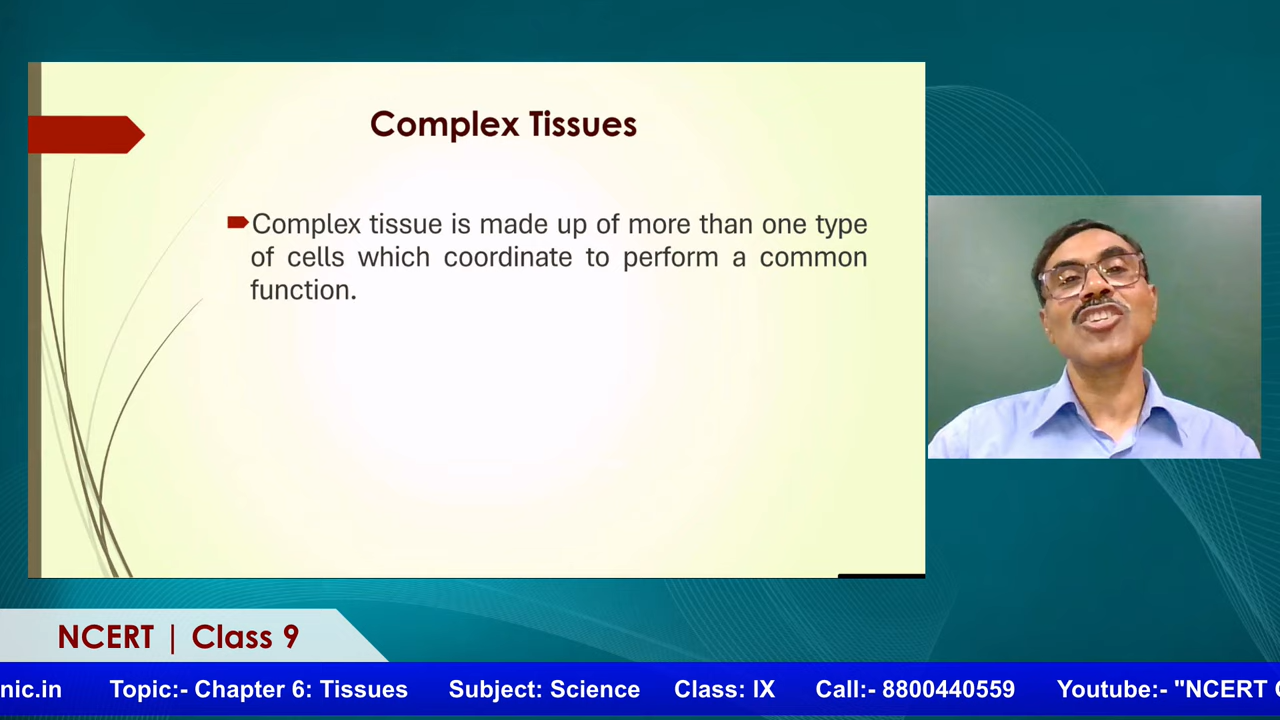 Complex Tissues
Complex tissue is made up of more than one type
of cells which coordinate to perform a common
function.
NCERT | Class 9
nic.in Topic:- Chapter 6: Tissues Subject: Science Class: IX Call:- 8800440559 Youtube:- "NCERT